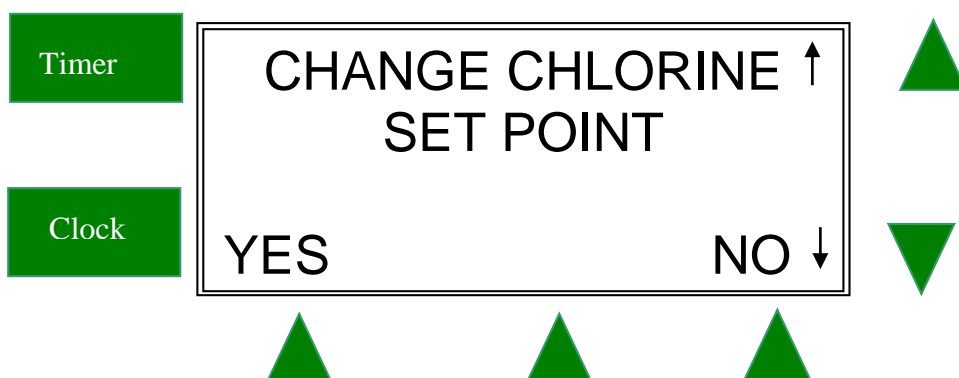 Timer
CHANGE CHLORINE ↑
SET POINT
Clock
YES NO ↓